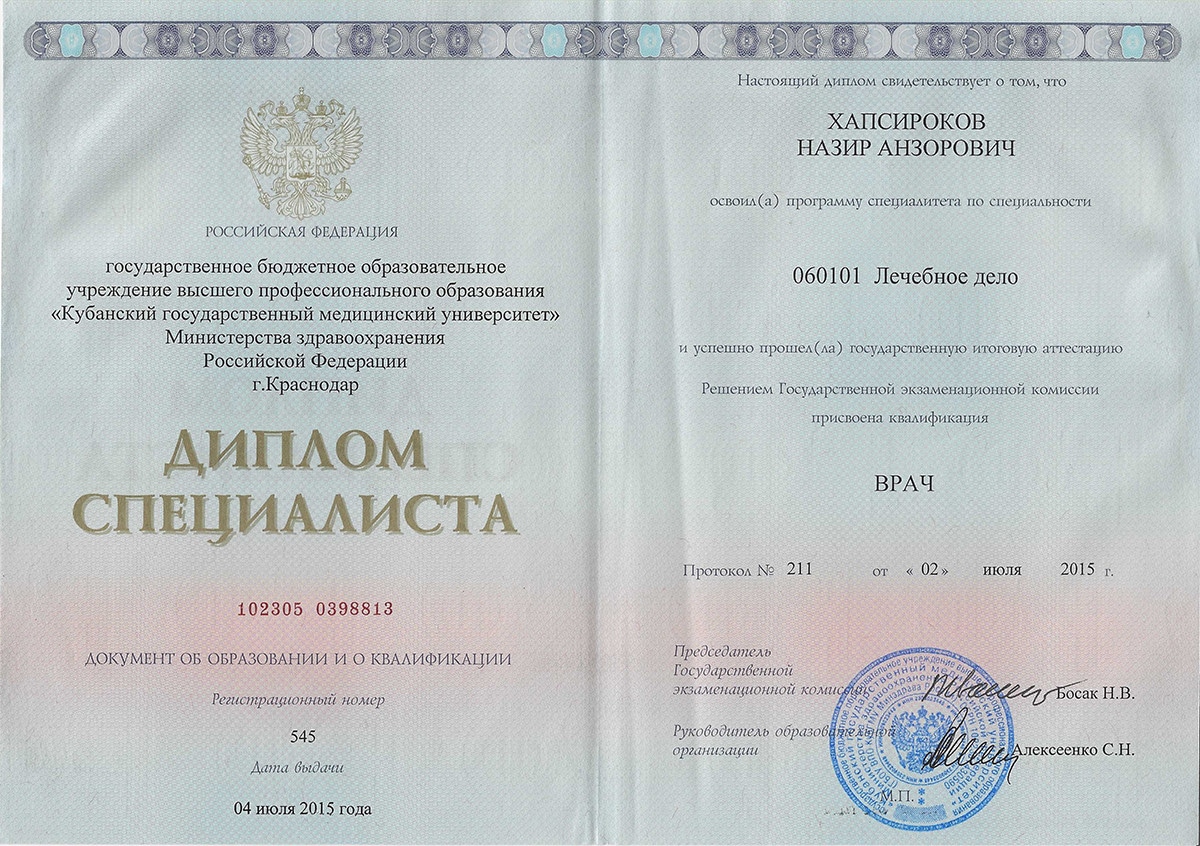 РОССИЙСКАЯ ФЕДЕРАЦИЯ
государственное бюджетное образовательное
учреждение высшего профессионального образования
«Кубанский государственный медицинский университет»
Министерства здравоохранения
Российской Федерации
г.Краснодар
ДИПЛОМ
СПЕЦИАЛИСТА
102305 0398813
ДОКУМЕНТ ОБ ОБРАЗОВАНИИ И О КВАЛИФИКАЦИИ
Регистрационный номер
545
Дата выдачи
04 июля 2015 года
Настоящий диплом свидетельствует о том, что
ХАПСИРОКОВ
НАЗИР АНЗОРОВИЧ
освоил(а) программу специалитета по специальности
060101 Лечебное дело
и успешно прошел(ла) государственную итоговую аттестацию
Решением Государственной экзаменационной комиссии
присвоена квалификация
ВРАЧ
Протокол № 211 от « 02 » июля 2015 г.
Председатель
Государственной
экзаменационной комиссии
Босак Н.В.
Руководитель образовательной
организации
Алексеенко С.Н.
М.П.